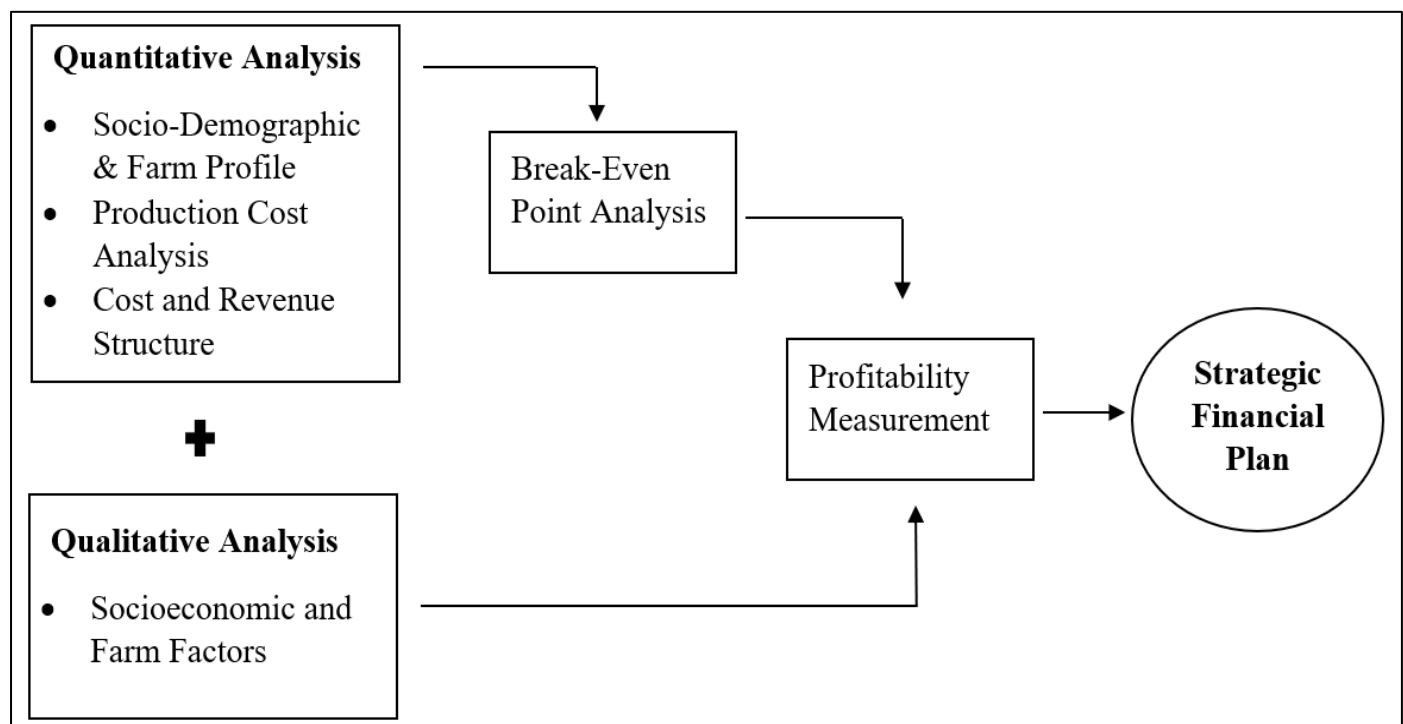 Quantitative Analysis
• Socio-Demographic
& Farm Profile
• Production Cost
Analysis
• Cost and Revenue
Structure
Break-Even
Point Analysis
Profitability
Measurement
Strategic
Financial
Plan
Qualitative Analysis
• Socioeconomic and
Farm Factors